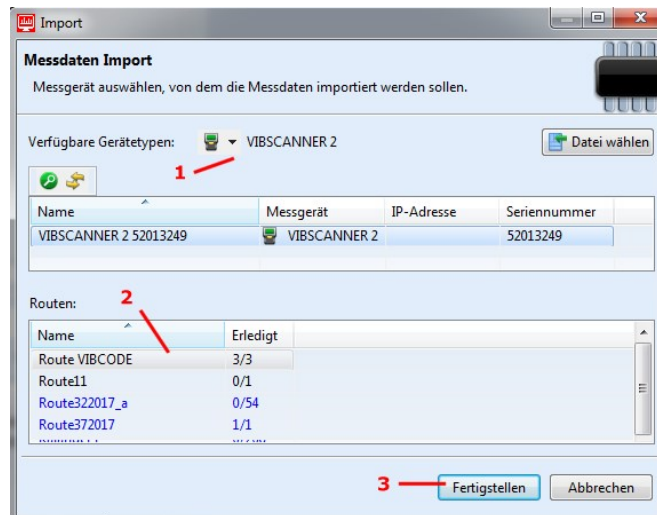 Import
Messdaten Import
Messgerät auswählen, von dem die Messdaten importiert werden sollen.
Verfügbare Gerätetypen: VIBSCANNER 2 Datei wählen
1
Name Messgerät IP-Adresse Seriennummer
VIBSCANNER 2 52013249 VIBSCANNER 2 52013249
Routen:
2
Name Erledigt
Route VIBCODE 3/3
Route11 0/1
Route322017_a 0/54
Route372017 1/1
3 Fertigstellen Abbrechen